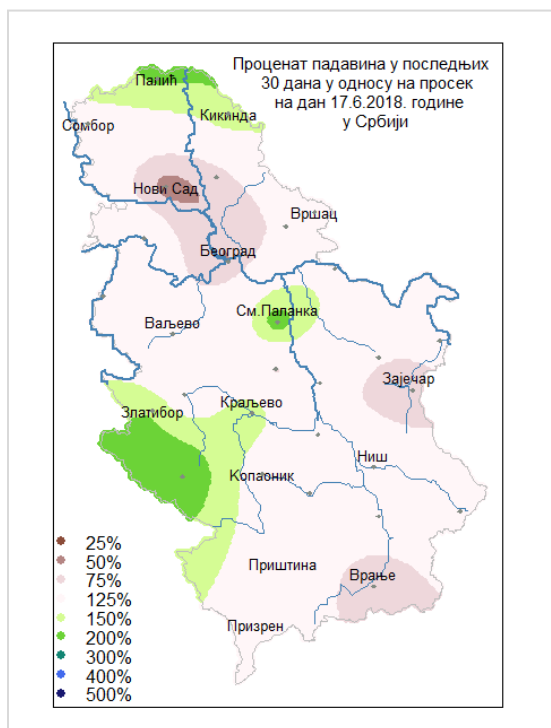 Проценат падавина у последњих
30 дана у односу на просек
на дан 17.6.2018. године
у Србији
Палић
Кикинда
Сомбор
Нови Сад
Вршац
Београд
См.Паланка
Ваљево
Зајечар
Златибор
Краљево
Ниш
Копаоник
Приштина
Врање
Призрен
25%
50%
75%
125%
150%
200%
300%
400%
500%